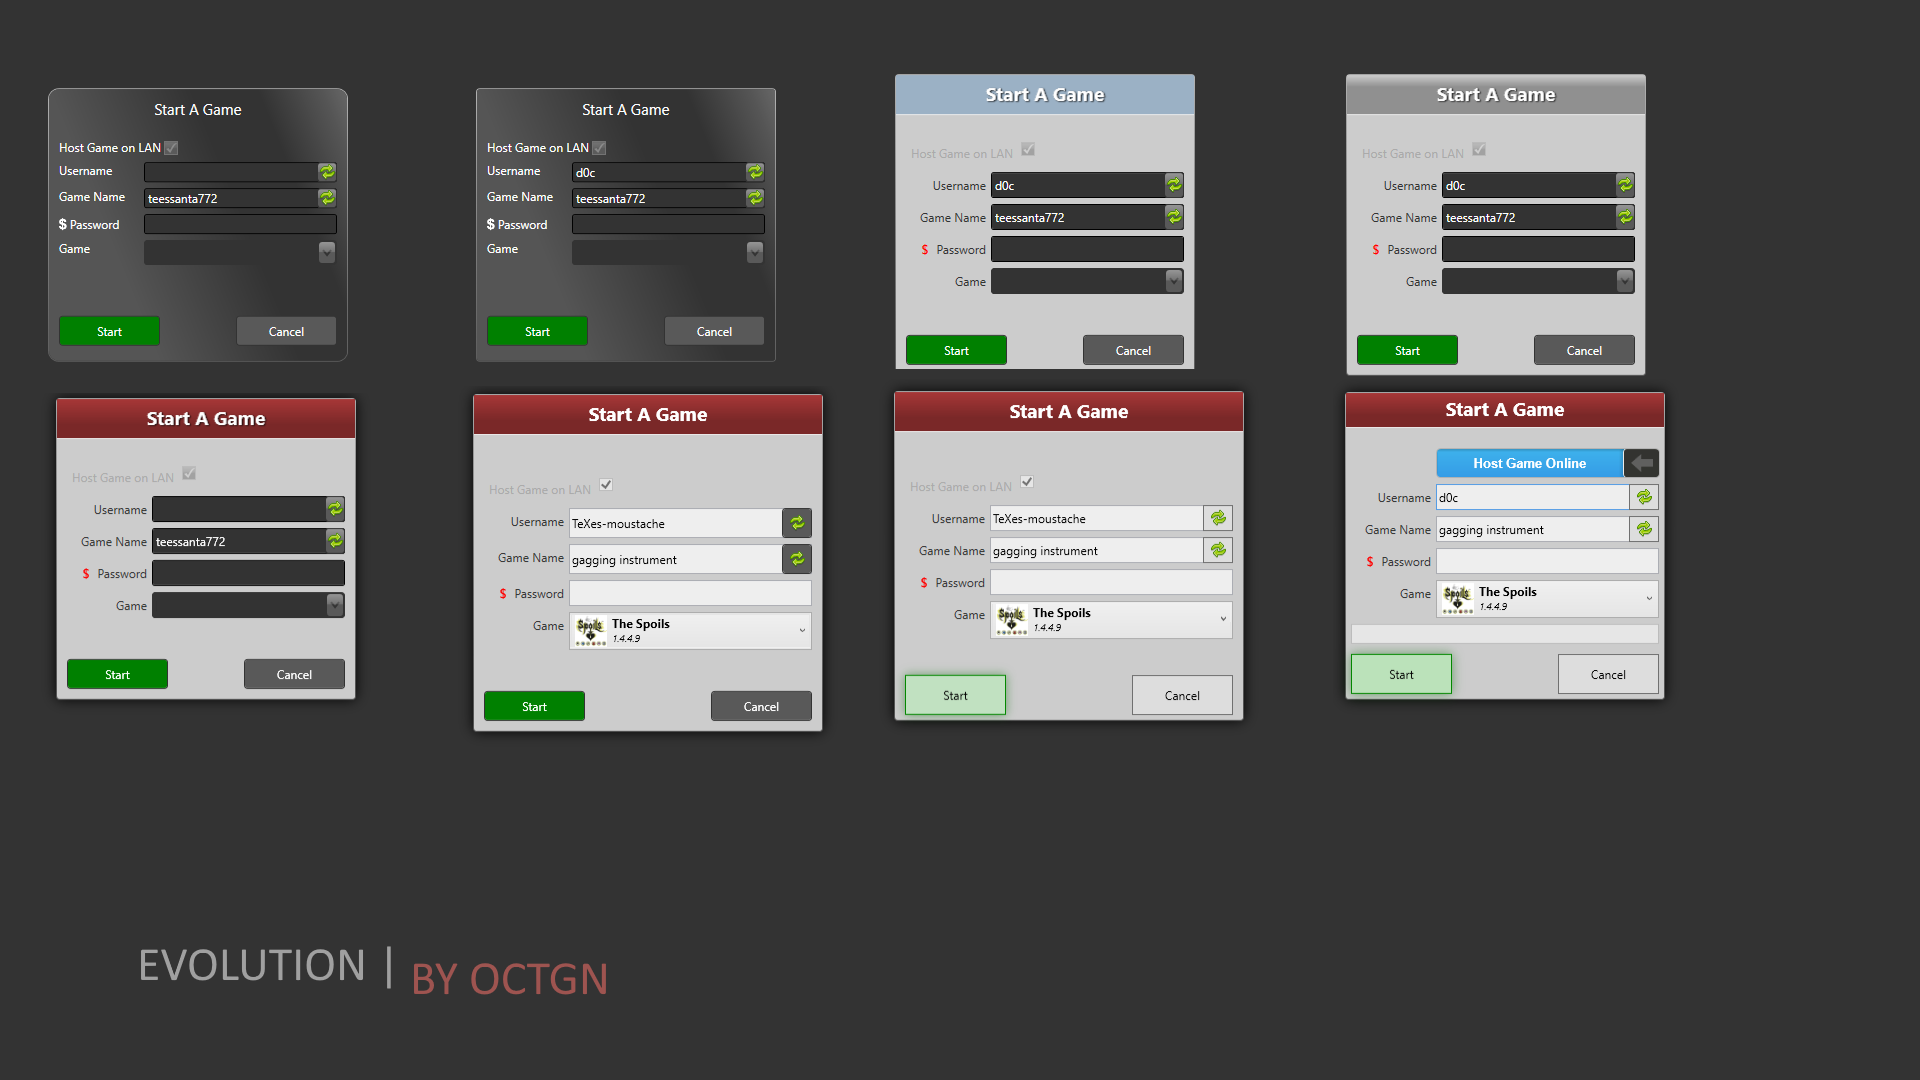 Start A Game
Host Game on LAN
Username
Game Name teessanta772
$ Password
Game
Start Cancel
Start A Game
Host Game on LAN
Username d0c
Game Name teessanta772
$ Password
Game
Start Cancel
Start A Game
Host Game on LAN
Username d0c
Game Name teessanta772
$ Password
Game
Start Cancel
Start A Game
Host Game on LAN
Username d0c
Game Name teessanta772
$ Password
Game
Start Cancel
Start A Game
Host Game on LAN
Username
Game Name teessanta772
$ Password
Game
Start Cancel
Start A Game
Host Game on LAN
Username TeXes-moustache
Game Name gagging instrument
$ Password
Game Spoils The Spoils
1.4.4.9
Start Cancel
Start A Game
Host Game on LAN
Username TeXes-moustache
Game Name gagging instrument
$ Password
Game Spoils The Spoils
1.4.4.9
Start Cancel
Start A Game
Host Game Online
Username d0c
Game Name gagging instrument
$ Password
Game Spoils The Spoils
1.4.4.9
Start Cancel
EVOLUTION | BY OCTGN